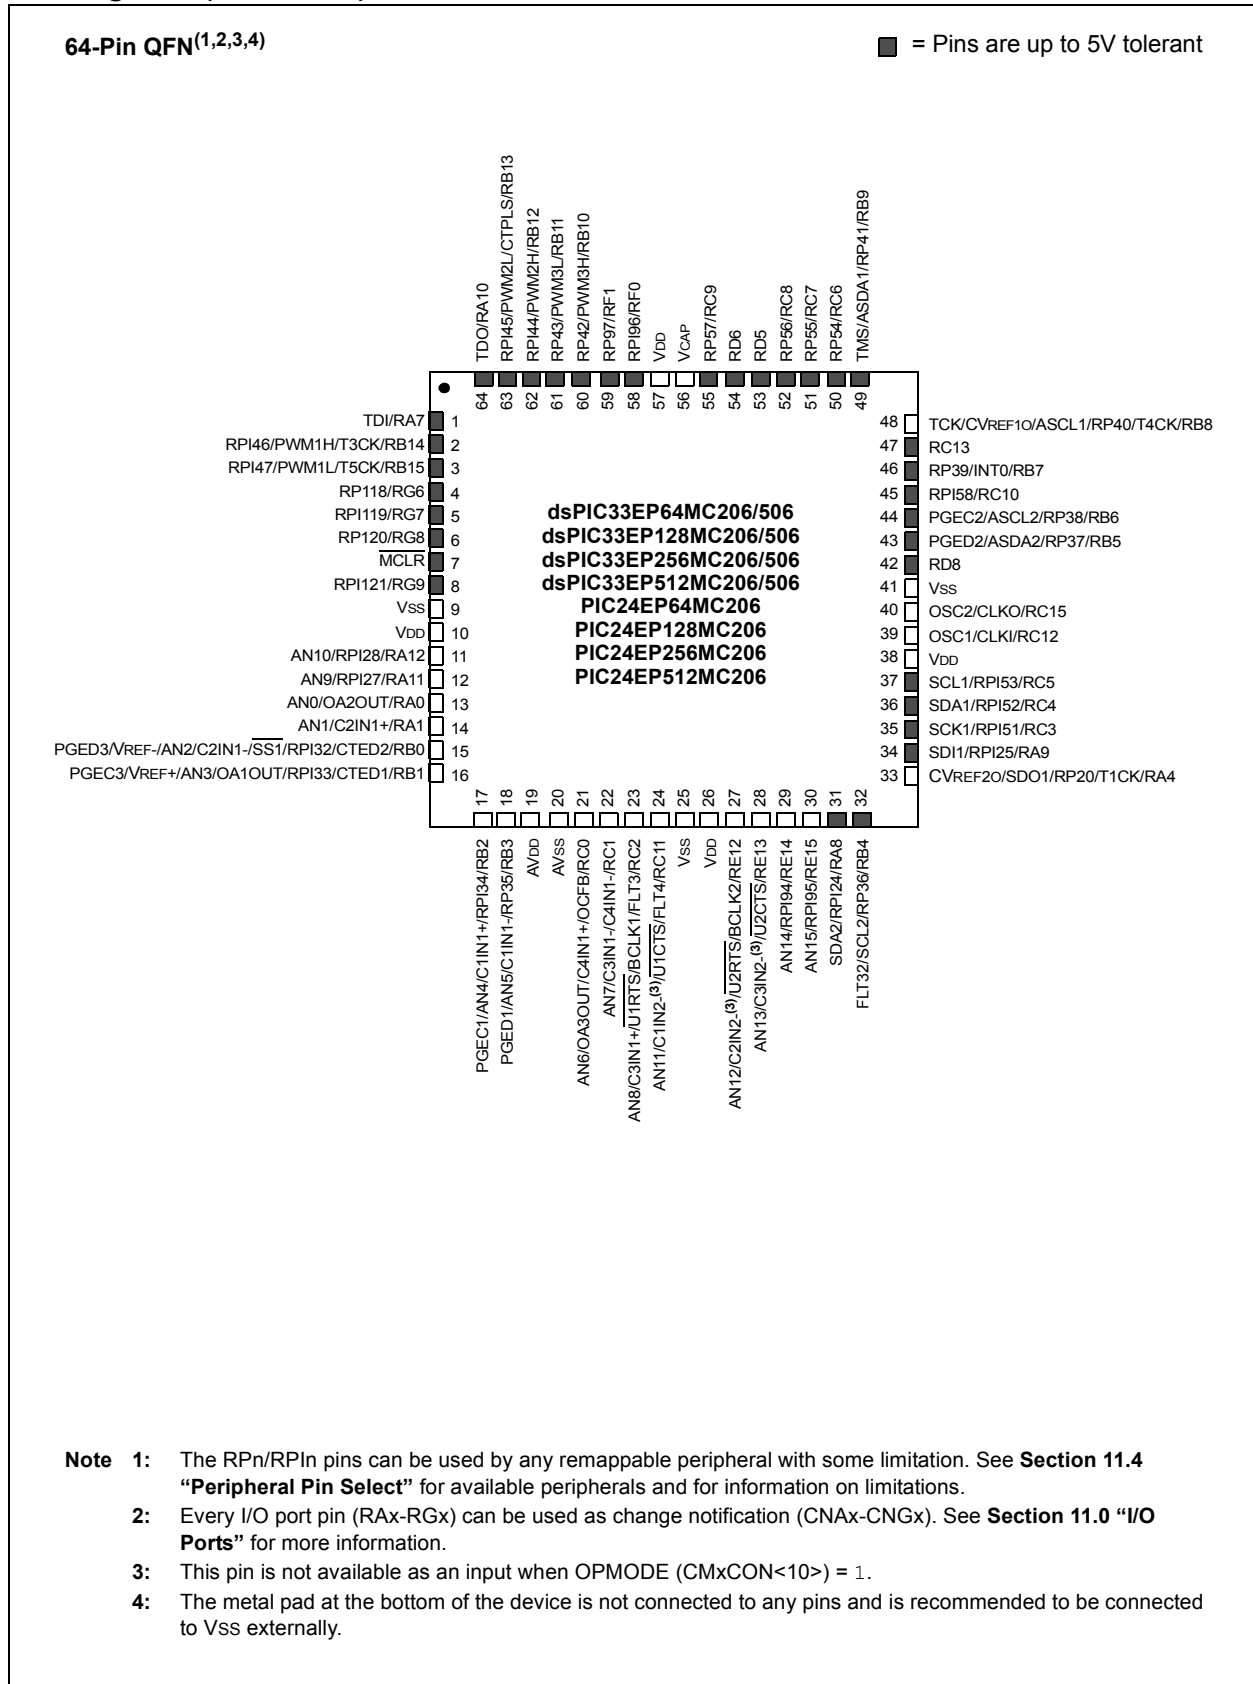 64-Pin QFN(1,2,3,4)
= Pins are up to 5V tolerant
TDO/RA10
RPI45/PWM2L/CTPLS/RB13
RPI44/PWM2H/RB12
RP43/PWM3L/RB11
RP42/PWM3H/RB10
RP97/RF1
RPI96/RF0
VDD
VCAP
RP57/RC9
RD6
RD5
RP56/RC8
RP55/RC7
RP54/RC6
TMS/ASDA1/RP41/RB9
64
63
62
61
60
59
58
57
56
55
54
53
52
51
50
49
TDI/RA7 1
RPI46/PWM1H/T3CK/RB14 2
RPI47/PWM1L/T5CK/RB15 3
RP118/RG6 4
RPI119/RG7 5
RP120/RG8 6
MCLR 7
RPI121/RG9 8
VSS 9
VDD 10
AN10/RPI28/RA12 11
AN9/RPI27/RA11 12
AN0/OA2OUT/RA0 13
AN1/C2IN1+/RA1 14
PGED3/VREF-/AN2/C2IN1-/SS1/RPI32/CTED2/RB0 15
PGEC3/VREF+/AN3/OA1OUT/RPI33/CTED1/RB1 16
dsPIC33EP64MC206/506
dsPIC33EP128MC206/506
dsPIC33EP256MC206/506
dsPIC33EP512MC206/506
PIC24EP64MC206
PIC24EP128MC206
PIC24EP256MC206
PIC24EP512MC206
48 TCK/CVREF1O/ASCL1/RP40/T4CK/RB8
47 RC13
46 RP39/INT0/RB7
45 RPI58/RC10
44 PGEC2/ASCL2/RP38/RB6
43 PGED2/ASDA2/RP37/RB5
42 RD8
41 VSS
40 OSC2/CLKO/RC15
39 OSC1/CLKI/RC12
38 VDD
37 SCL1/RPI53/RC5
36 SDA1/RPI52/RC4
35 SCK1/RPI51/RC3
34 SDI1/RPI25/RA9
33 CVREF2O/SDO1/RP20/T1CK/RA4
17
18
19
20
21
22
23
24
25
26
27
28
29
30
31
32
PGEC1/AN4/C1IN1+/RPI34/RB2
PGED1/AN5/C1IN1-/RP35/RB3
AVDD
AVSS
AN6/OA3OUT/C4IN1+/OCFB/RC0
AN7/C3IN1-/C4IN1-/RC1
AN8/C3IN1+/U1RTS/BCLK1/FLT3/RC2
AN11/C1IN2-(3)/U1CTS/FLT4/RC11
VSS
VDD
AN12/C2IN2-(3)/U2RTS/BCLK2/RE12
AN13/C3IN2-(3)/U2CTS/RE13
AN14/RPI94/RE14
AN15/RPI95/RE15
SDA2/RPI24/RA8
FLT32/SCL2/RP36/RB4
Note 1: The RPn/RPIn pins can be used by any remappable peripheral with some limitation. See Section 11.4
“Peripheral Pin Select” for available peripherals and for information on limitations.
2: Every I/O port pin (RAx-RGx) can be used as change notification (CNAx-CNGx). See Section 11.0 “I/O
Ports” for more information.
3: This pin is not available as an input when OPMODE (CMxCON<10>) = 1.
4: The metal pad at the bottom of the device is not connected to any pins and is recommended to be connected
to VSS externally.